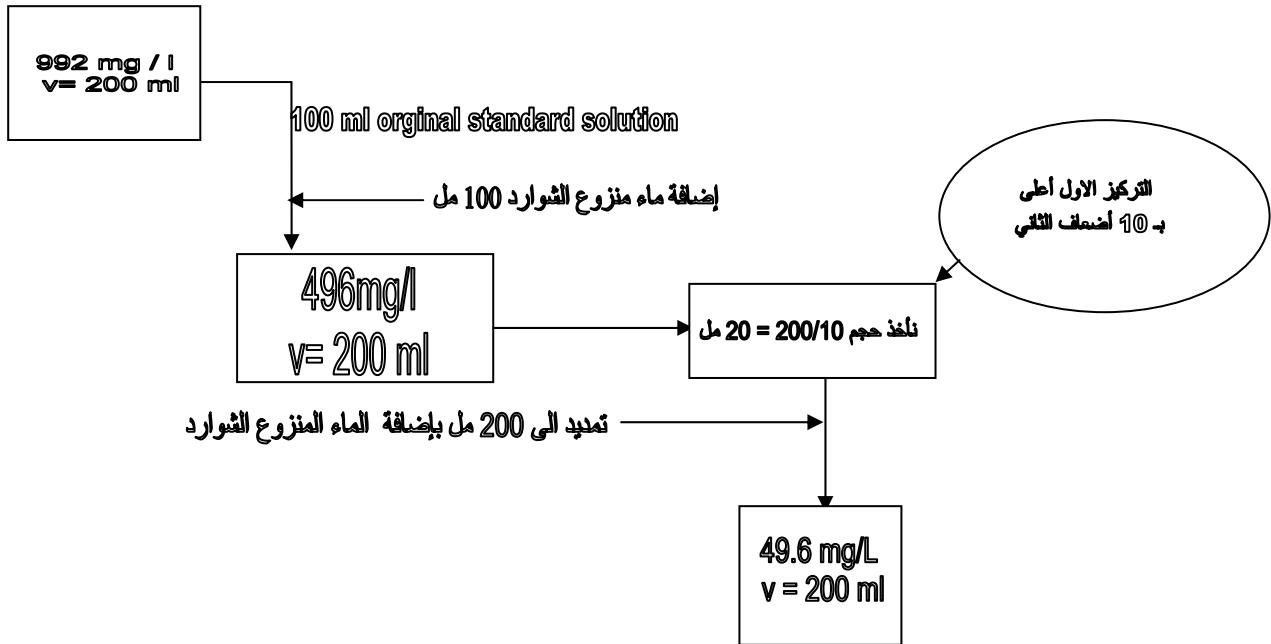 992 mg / l
v= 200 ml
100 ml orginal standard solution
إضافة ماء منزوع الشوارد 100 مل
التركيز الاول أعلى
بـ 10 أضعاف الثاني
496mg/l
v= 200 ml
نأخذ حجم 200/10 = 20 مل
تمديد الى 200 مل بإضافة الماء المنزوع الشوارد
49.6 mg/L
v = 200 ml